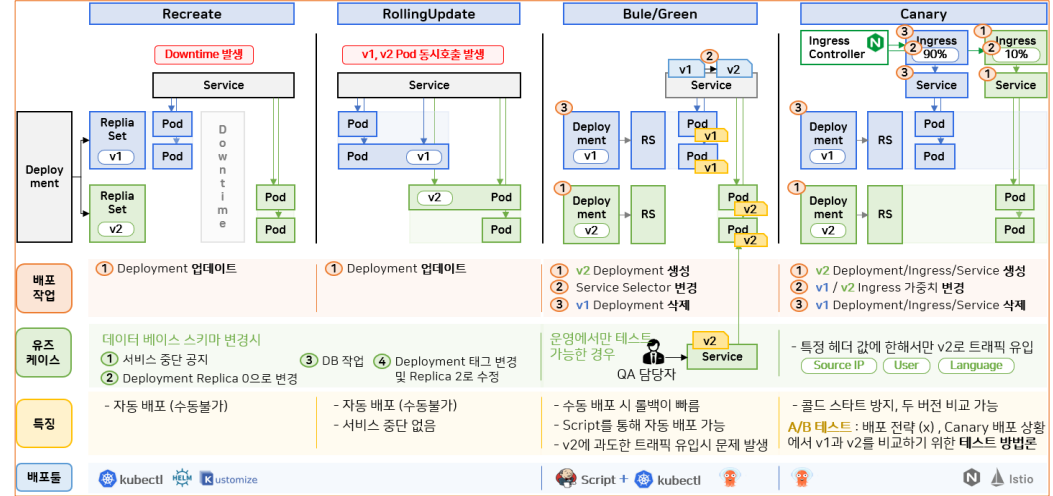 Recreate
RollingUpdate
Bule/Green
Canary
Downtime 발생
Service
Deploy
ment
Replia
Set
v1
Pod
Pod
Replia
Set
v2
Downtime
Pod
Pod
v1, v2 Pod 동시호출 발생
Service
Pod
Pod
v1
v2
Pod
Pod
② v1 v2
Service
③ Deploy
ment
v1
RS
Pod
v1
Pod
v1
① Deploy
ment
v2
RS
Pod
v2
Pod
v2
Ingress
Controller
N
③ Ingress
② 90%
① Ingress
② 10%
③ Service
① Service
③ Deploy
ment
v1
RS
Pod
Pod
① Deploy
ment
v2
RS
Pod
Pod
배포
작업
① Deployment 업데이트
① Deployment 업데이트
① v2 Deployment 생성
② Service Selector 변경
③ v1 Deployment 삭제
① v2 Deployment/Ingress/Service 생성
② v1 / v2 Ingress 가중치 변경
③ v1 Deployment/Ingress/Service 삭제
유즈
케이스
데이터 베이스 스키마 변경시
① 서비스 중단 공지
② Deployment Replica 0으로 변경
③ DB 작업
④ Deployment 태그 변경
및 Replica 2로 수정
운영에서만 테스트
가능한 경우
QA 담당자
v2
Service
- 특정 헤더 값에 한해서만 v2로 트래픽 유입
Source IP
User
Language
특징
- 자동 배포 (수동불가)
- 자동 배포 (수동불가)
- 서비스 중단 없음
- 수동 배포 시 롤백이 빠름
- Script를 통해 자동 배포 가능
- v2에 과도한 트래픽 유입시 문제 발생
- 콜드 스타트 방지, 두 버전 비교 가능
A/B 테스트 : 배포 전략 (x) , Canary 배포 상황
에서 v1과 v2를 비교하기 위한 테스트 방법론
배포툴
kubectl
HELM
Kustomize
Script + kubectl
N
Istio